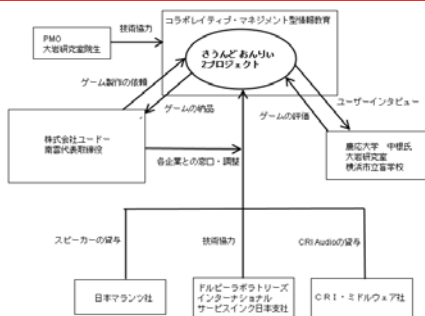 コラボレイティブ・マネジメント型情報教育
PMO
大岩研究室院生
技術協力
さうんどおんりぃ
2プロジェクト
ゲーム製作の依頼
ゲームの納品
ユーザーインタビュー
ゲームの評価
株式会社ユードー
南雲代表取締役
各企業との窓口・調整
慶応大学 中根氏
大岩研究室
横浜市立盲学校
スピーカーの貸与
技術協力
CRI Audioの貸与
日本マランツ社
ドルビーラボラトリーズ
インターナショナル
サービスインク日本支社
CRI・ミドルウェア社